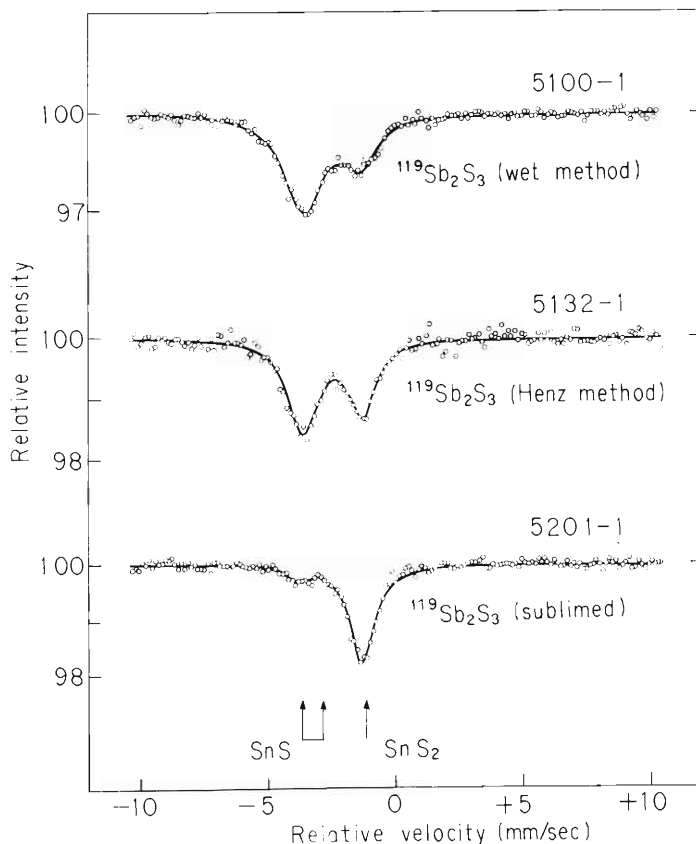 5100-1
100
¹¹⁹Sb₂S₃ (wet method)
97
5132-1
100
¹¹⁹Sb₂S₃ (Henz method)
98
5201-1
100
¹¹⁹Sb₂S₃ (sublimed)
98
SnS
SnS₂
-10
-5
0
+5
+10
Relative velocity (mm/sec)
Relative intensity